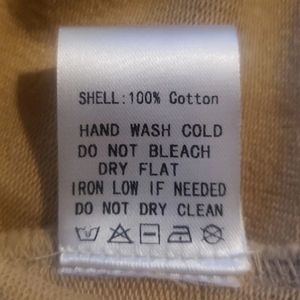 SHELL:100% Cotton
HAND WASH COLD
DO NOT BLEACH
DRY FLAT
IRON LOW IF NEEDED
DO NOT DRY CLEAN